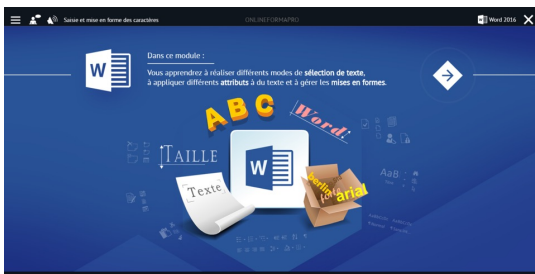 Saisie et mise en forme des caractères
ONLINEFORMAPRO
Word 2016
W
Dans ce module :
Vous apprendrez à réaliser différents modes de sélection de texte,
à appliquer différents attributs à du texte et à gérer les mises en formes.
ABC
Word
TAILLE
W
Texte
berlin
arial
AaB